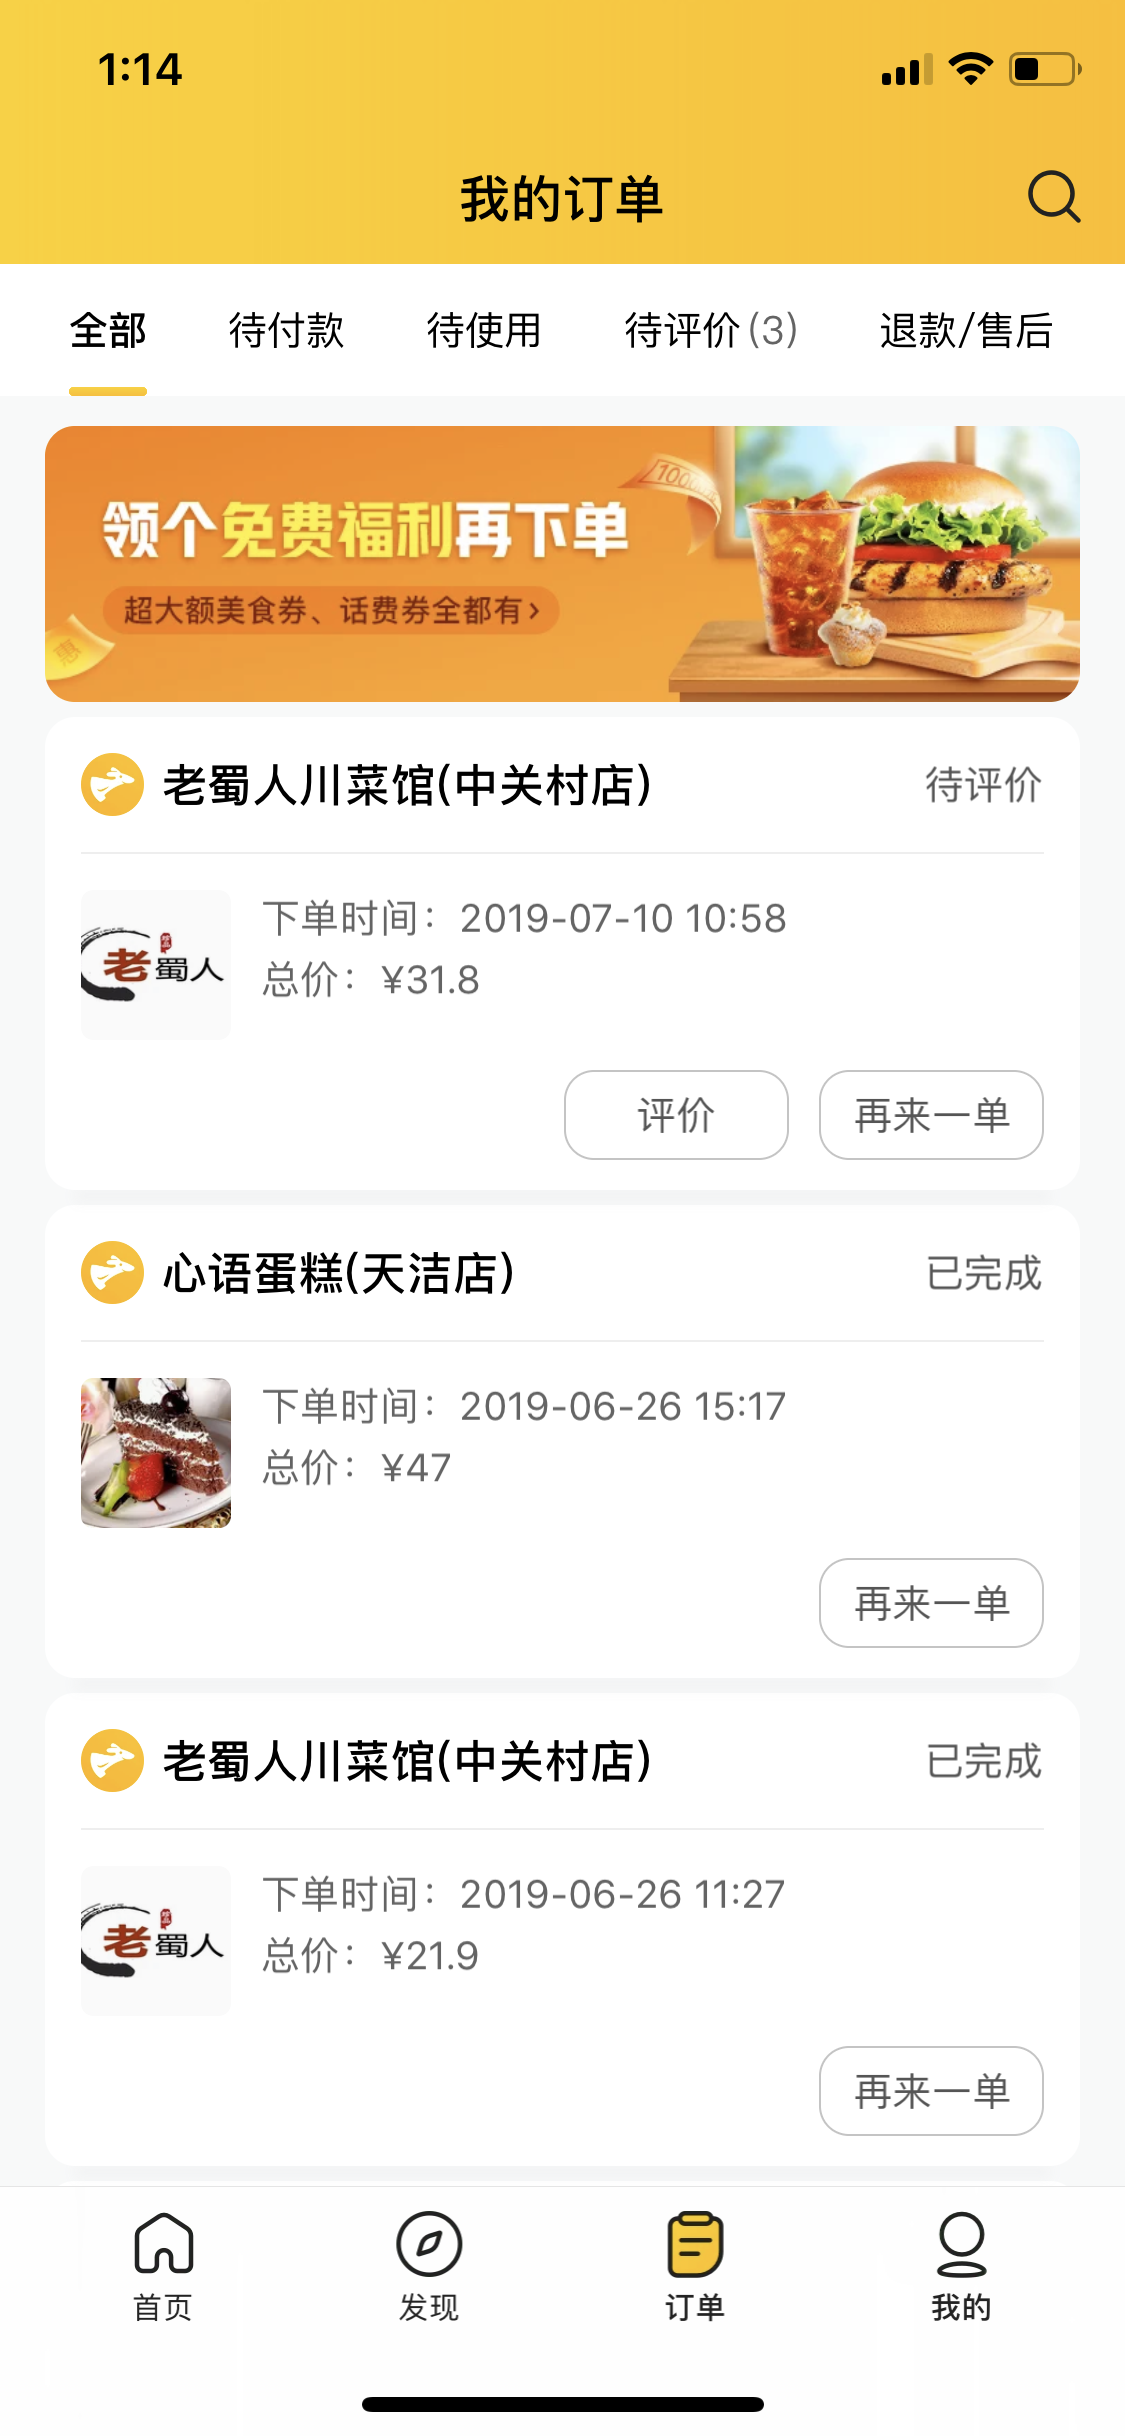 1:14
我的订单
全部 待付款 待使用 待评价(3) 退款/售后
1000
领个免费福利再下单
超大额美食券、话费券全都有>
惠
老蜀人川菜馆(中关村店) 待评价
老蜀人
下单时间：2019-07-10 10:58
总价：¥31.8
评价 再来一单
心语蛋糕(天洁店) 已完成
下单时间：2019-06-26 15:17
总价：¥47
再来一单
老蜀人川菜馆(中关村店) 已完成
老蜀人
下单时间：2019-06-26 11:27
总价：¥21.9
再来一单
首页 发现 订单 我的